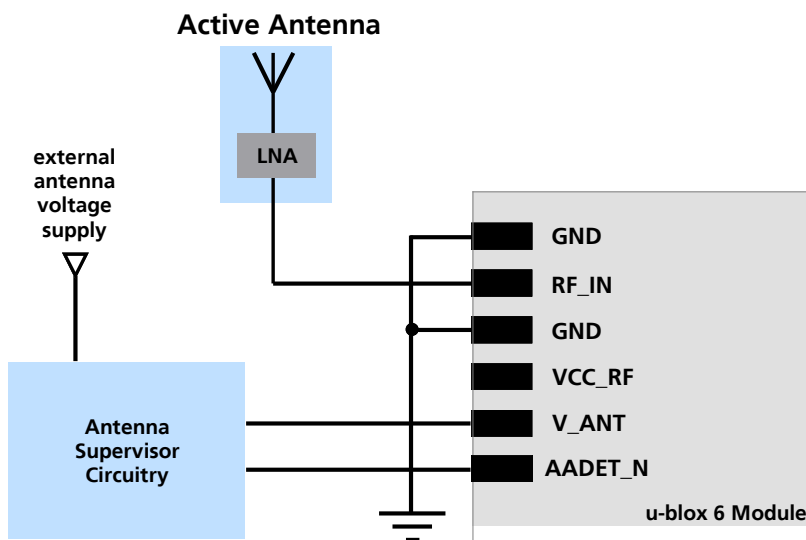 Active Antenna
LNA
external
antenna
voltage
supply
GND
RF_IN
GND
VCC_RF
V_ANT
AADET_N
Antenna
Supervisor
Circuitry
u-blox 6 Module